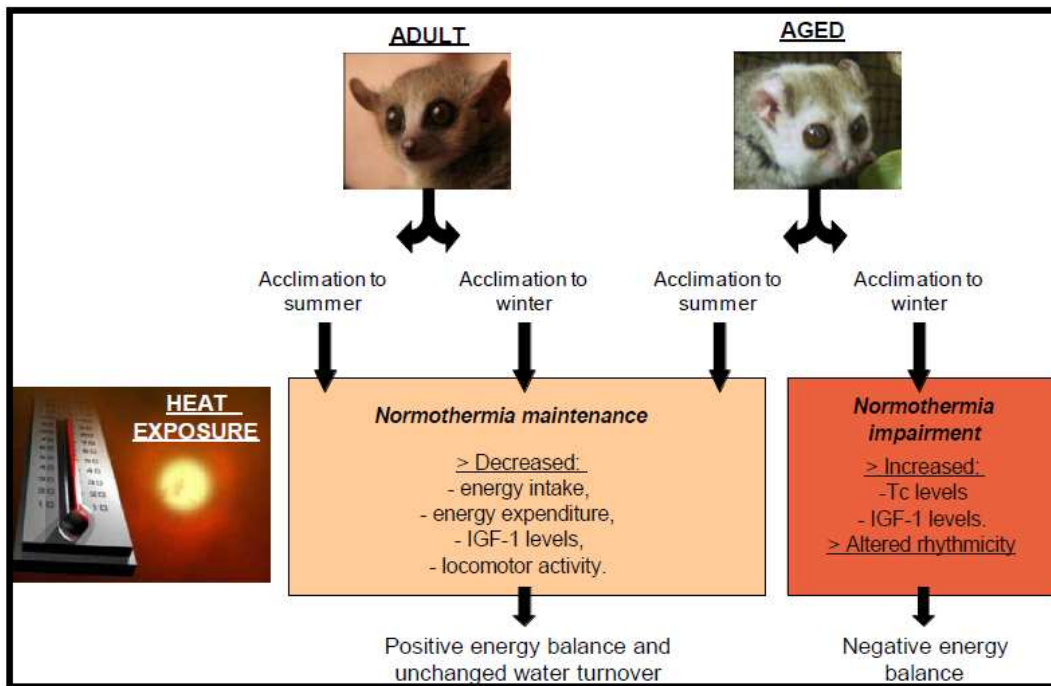 ADULT
AGED
Acclimation to
summer
Acclimation to
winter
Acclimation to
summer
Acclimation to
winter
HEAT
EXPOSURE
Normothermia maintenance
> Decreased:
- energy intake,
- energy expenditure,
- IGF-1 levels,
- locomotor activity.
Normothermia
impairment
> Increased:
-Tc levels
- IGF-1 levels.
> Altered rhythmicity
Positive energy balance and
unchanged water turnover
Negative energy
balance